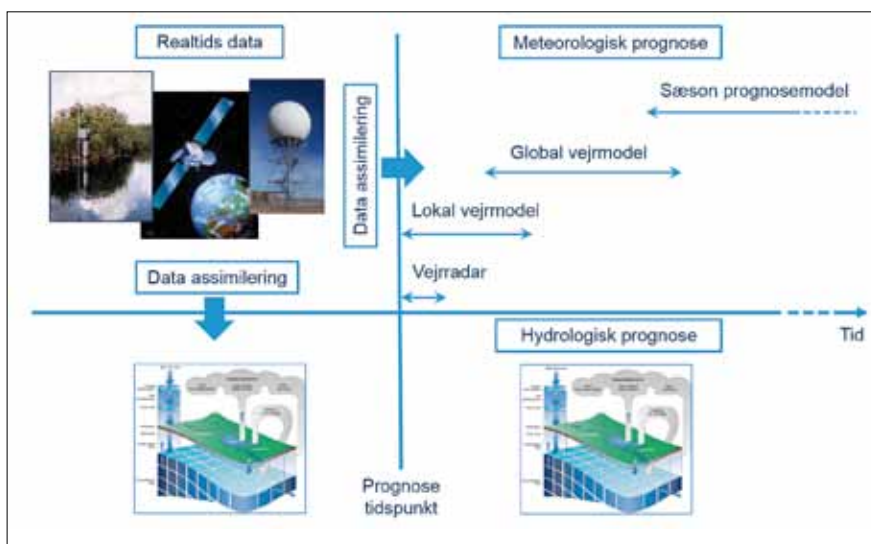 Realtids data
Meteorologisk prognose
Sæson prognosemodel
Data assimilering
Global vejrmodel
Lokal vejrmodel
Data assimilering
Vejrradar
Hydrologisk prognose
Tid
Prognose
tidspunkt